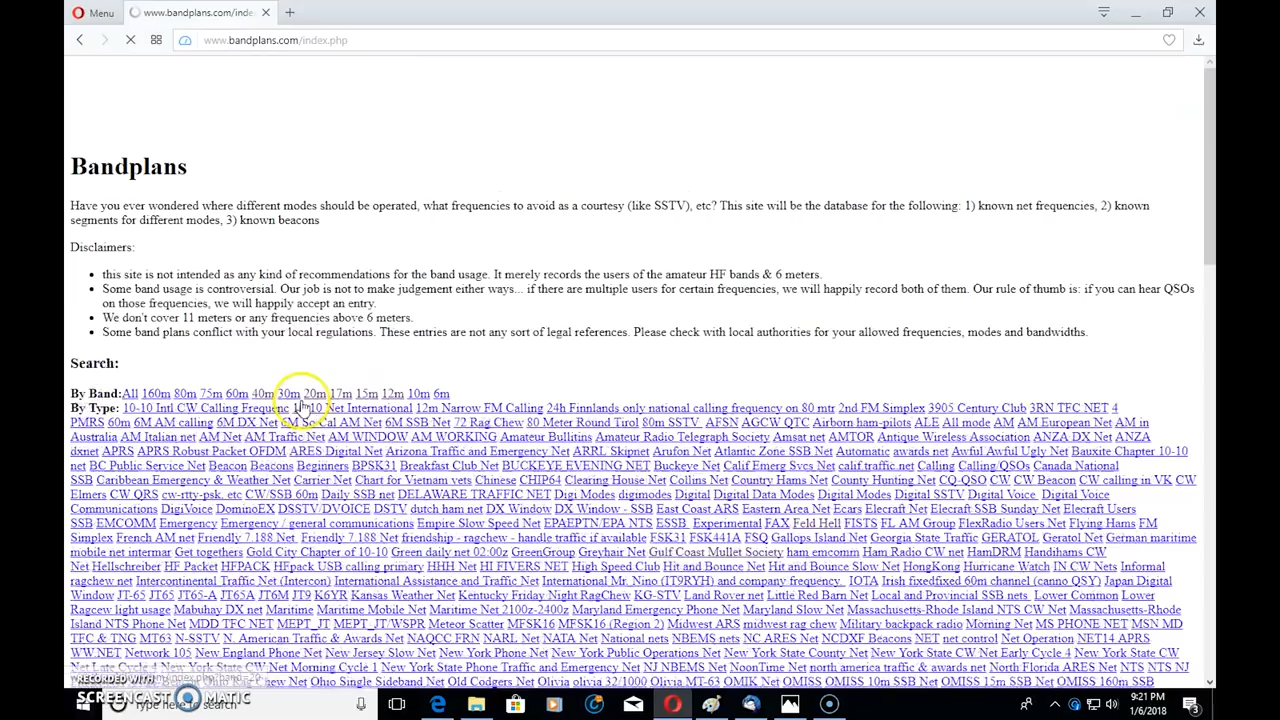 Menu
www.bandplans.com/inde
www.bandplans.com/index.php
Bandplans
Have you ever wondered where different modes should be operated, what frequencies to avoid as a courtesy (like SSTV), etc? This site will be the database for the following: 1) known net frequencies, 2) known
segments for different modes, 3) known beacons
Disclaimers:
this site is not intended as any kind of recommendations for the band usage. It merely records the users of the amateur HF bands & 6 meters.
Some band usage is controversial. Our job is not to make judgement either ways... if there are multiple users for certain frequencies, we will happily record both of them. Our rule of thumb is: if you can hear QSOs
on those frequencies, we will happily accept an entry.
We don't cover 11 meters or any frequencies above 6 meters.
Some band plans conflict with your local regulations. These entries are not any sort of legal references. Please check with local authorities for your allowed frequencies, modes and bandwidths.
Search:
By Band:All 160m 80m 75m 60m 40m 30m 20m 17m 15m 12m 10m 6m
By Type: 10-10 Intl CW Calling Frequenc Net International 12m Narrow FM Calling 24h Finnlands only national calling frequency on 80 mtr 2nd FM Simplex 3905 Century Club 3RN TFC NET 4
PMRS 60m 6M AM calling 6M DX Net 6M SoCal AM Net 6M SSB Net 72 Rag Chew 80 Meter Round Tirol 80m SSTV AFSN AGCW QTC Airborn ham-pilots ALE All mode AM AM European Net AM in
Australia AM Italian net AM Net AM Traffic Net AM WINDOW AM WORKING Amateur Bullitins Amateur Radio Telegraph Society Amsat net AMTOR Antique Wireless Association ANZA DX Net ANZA
dxnet APRS APRS Robust Packet OFDM ARES Digital Net Arizona Traffic and Emergency Net ARRL Skipnet Arufon Net Atlantic Zone SSB Net Automatic awards net Awful Awful Ugly Net Bauxite Chapter 10-10
net BC Public Service Net Beacon Beacons Beginners BPSK31 Breakfast Club Net BUCKEYE EVENING NET Buckeye Net Calif Emerg Svcs Net calif.traffic.net Calling Calling/QSOs Canada National
SSB Caribbean Emergency & Weather Net Carrier Net Chat for Vietnam vets Chinese CHIP64 Clearing House Net Collins Net Country Hams Net County Hunting Net CQ-QSO CW CW Beacon CW calling in VK CW
Elmers CW QRS cw-rtty-psk, etc CW/SSB 60m Daily SSB net DELAWARE TRAFFIC NET Digi Modes digimodes Digital Digital Data Modes Digital Modes Digital SSTV Digital Voice Digital Voice
Communications DigiVoice DominoEX DSSTV/DVOICE DSTV dutch ham net DX Window DX Window - SSB East Coast ARS Eastern Area Net Ecars Elecraft Net Elecraft SSB Sunday Net Elecraft Users
SSB EMCOMM Emergency Emergency / general communications Empire Slow Speed Net EPAEPTN/EPA NTS ESSB Experimental FAX Feld Hell FISTS FL AM Group FlexRadio Users Net Flying Hams FM
Simplex French AM net Friendly 7.188 Net Friendly 7.188 Net friendship - ragchew - handle traffic if available FSK31 FSK441A FSQ Gallops Island Net Georgia State Traffic GERATOL Geratol Net German maritime
mobile net intermar Get togethers Gold City Chapter of 10-10 Green daily net 02:00z GreenGroup Greyhair Net Gulf Coast Mullet Society ham emcomm Ham Radio CW net HamDRM Handihams CW
Net Hellschreiber HF Packet HFPACK HFpack USB calling primary HHH Net HI FIVERS NET High Speed Club Hit and Bounce Net Hit and Bounce Slow Net HongKong Hurricane Watch IN CW Nets Informal
ragchew net Intercontinental Traffic Net (Intercon) International Assistance and Traffic Net International Mr. Nino (IT9RYH) and company frequency. IOTA Irish fixedfixed 60m channel (canno QSY) Japan Digital
Window JT-65 JT65 JT65-A JT65A JT6M JT9 K6YR Kansas Weather Net Kentucky Friday Night RagChew KG-STV Land Rover net Little Red Barn Net Local and Provincial SSB nets Lower Common Lower
Ragcew light usage Mabuhay DX net Maritime Maritime Mobile Net Maritime Net 2100z-2400z Maryland Emergency Phone Net Maryland Slow Net Massachusetts-Rhode Island NTS CW Net Massachusetts-Rhode
Island NTS Phone Net MDD TFC NET MEPT_JT MEPT_JT/WSPR Meteor Scatter MFSK16 MFSK16 (Region 2) Midwest ARS midwest rag chew Military backpack radio Morning Net MS PHONE NET MSN MD
TFC & TNG MT63 N-SSTV N. American Traffic & Awards Net NAQCC FRN NARL Net NATA Net National nets NBEMS nets NC ARES Net NCDXF Beacons NET net control Net Operation NET14 APRS
WW.NET Network 105 New England Phone Net New Jersey Slow Net New York Phone Net New York Public Operations Net New York State County Net New York State CW Net Early Cycle 4 New York State CW
Net Late Cycle 4 New York State CW Net Morning Cycle 1 New York State Phone Traffic and Emergency Net NJ NBEMS Net NoonTime Net north america traffic & awards net North Florida ARES Net NTS NTS NJ
Net Ohio Single Sideband Net Old Codgers Net Olivia olivia 32/1000 Olivia MT-63 OMIK Net OMISS OMISS 10m SSB Net OMISS 15m SSB Net OMISS 160m SSB
RECORDED WITH
SCREENCAST MATIC
Type here to search
9:21 PM
1/6/2018
3